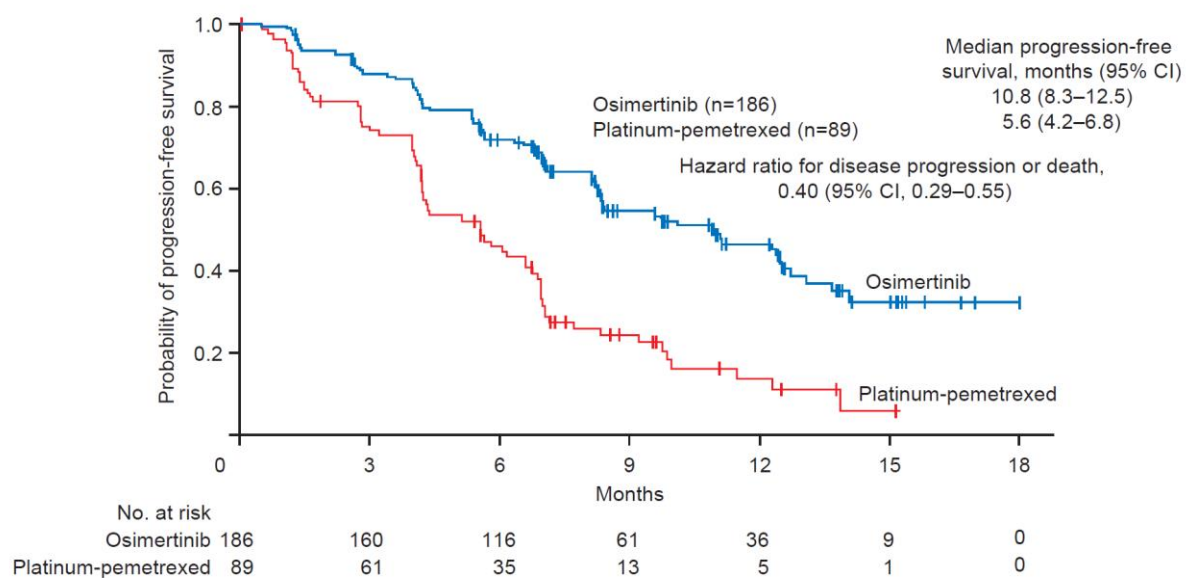 Probability of progression-free survival
1.0
0.8
0.6
0.4
0.2
Median progression-free
survival, months (95% CI)
Osimertinib (n=186) 10.8 (8.3–12.5)
Platinum-pemetrexed (n=89) 5.6 (4.2–6.8)
Hazard ratio for disease progression or death,
0.40 (95% CI, 0.29–0.55)
Osimertinib
Platinum-pemetrexed
0 3 6 9 12 15 18
Months
No. at risk
Osimertinib 186 160 116 61 36 9 0
Platinum-pemetrexed 89 61 35 13 5 1 0